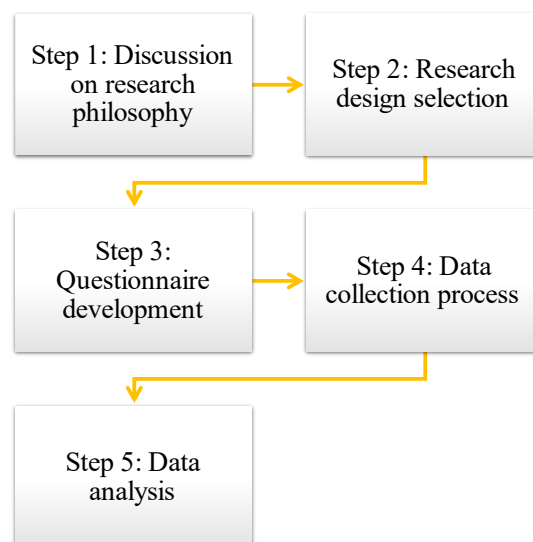 Step 1: Discussion
on research
philosophy
Step 2: Research
design selection
Step 3:
Questionnaire
development
Step 4: Data
collection process
Step 5: Data
analysis